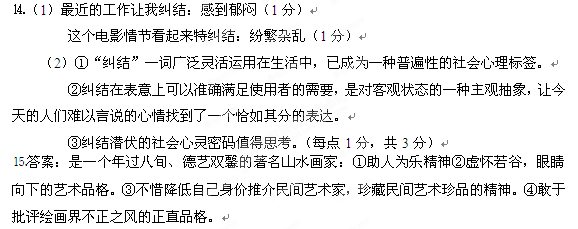 14.（1）最近的工作让我纠结：感到郁闷（1 分）
这个电影情节看起来特纠结：纷繁杂乱（1 分）
（2）①“纠结”一词广泛灵活运用在生活中，已成为一种普遍性的社会心理标签。
②纠结在表意上可以准确满足使用者的需要，是对客观状态的一种主观抽象，让今
天的人们难以言说的心情找到了一个恰如其分的表达。
③纠结潜伏的社会心灵密码值得思考。（每点 1 分，共 3 分）
15.答案：是一个年过八旬、德艺双馨的著名山水画家：①助人为乐精神②虚怀若谷，眼睛
向下的艺术品格。③不惜降低自己身价推介民间艺术家，珍藏民间艺术珍品的精神。④敢于
批评绘画界不正之风的正直品格。